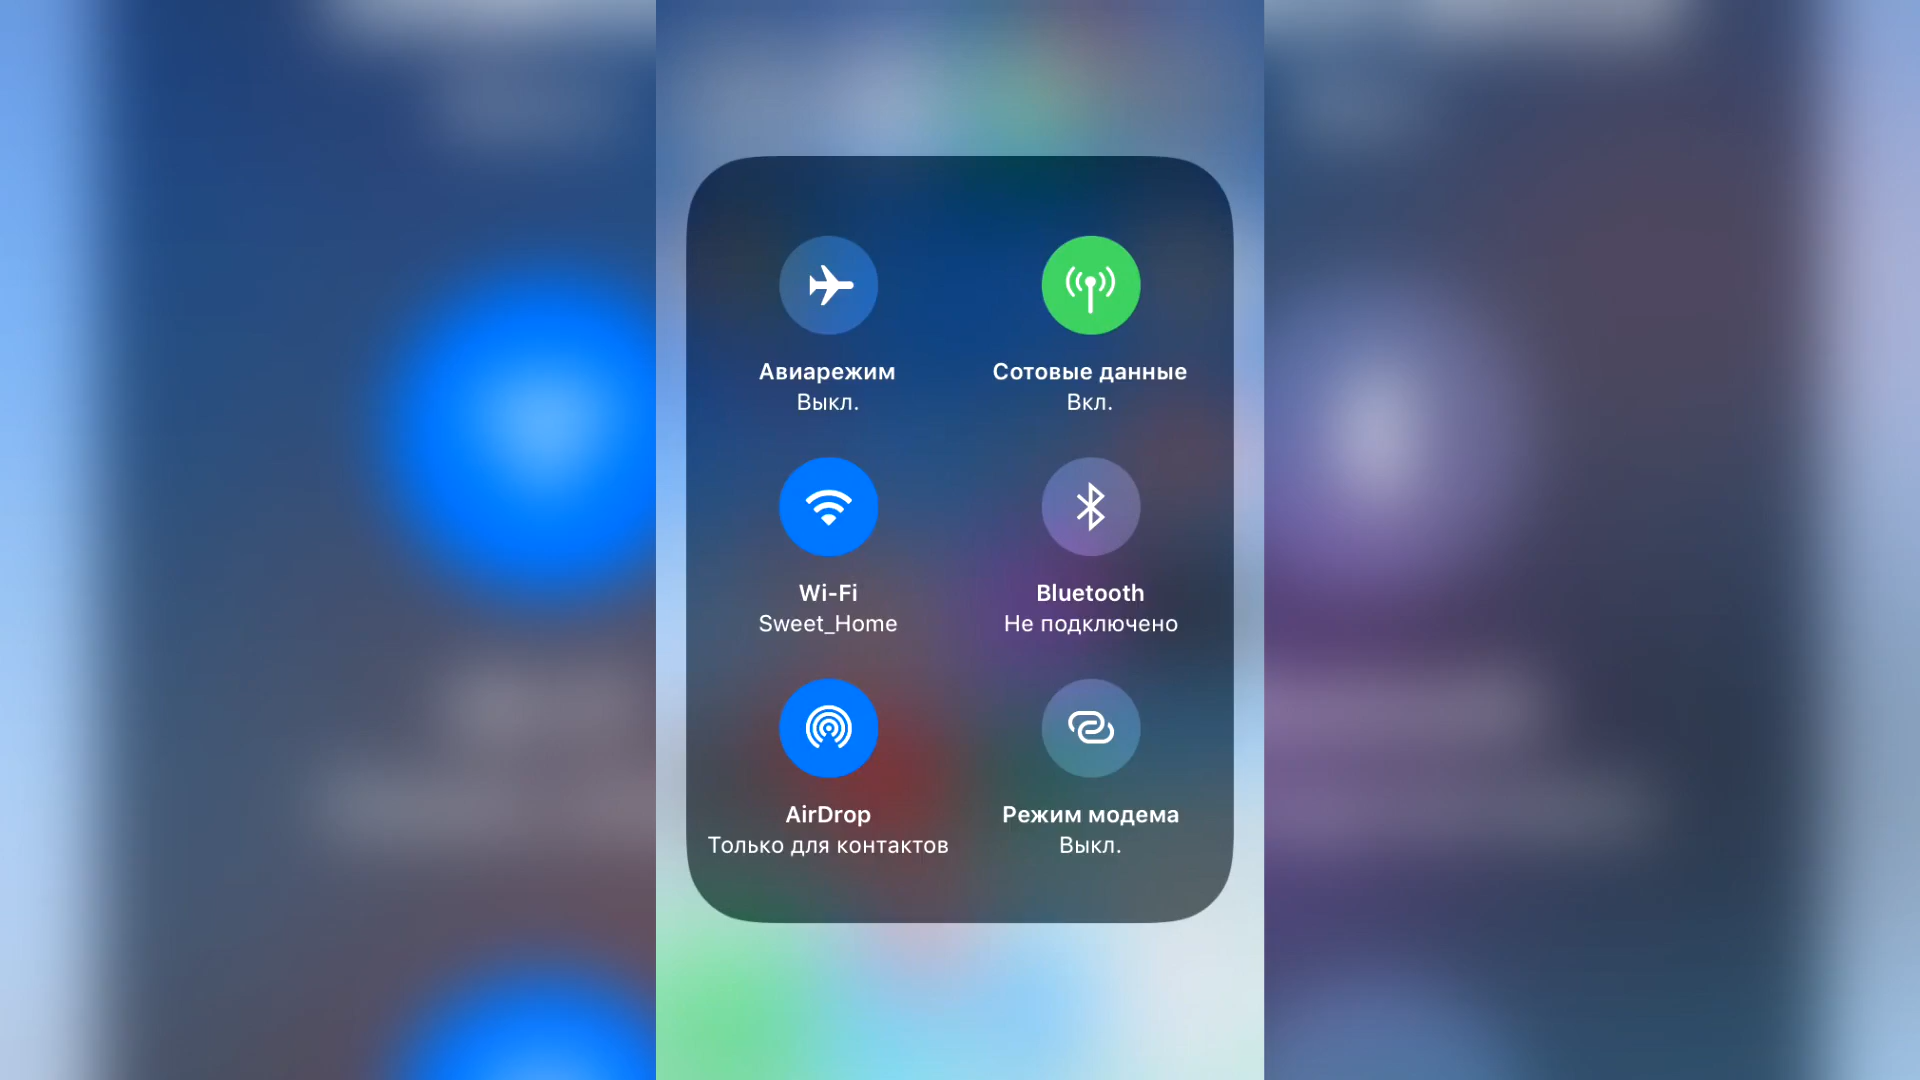 Авиарежим
Выкл.
Сотовые данные
Вкл.
Wi-Fi
Sweet_Home
Bluetooth
Не подключено
AirDrop
Только для контактов
Режим модема
Выкл.